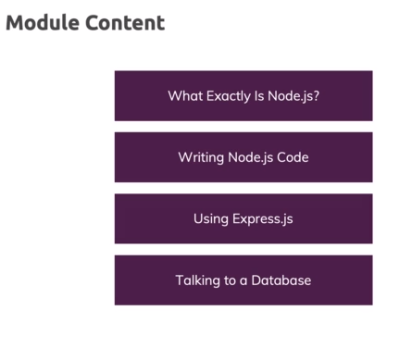 Module Content
What Exactly Is Node.js?
Writing Node.js Code
Using Express.js
Talking to a Database